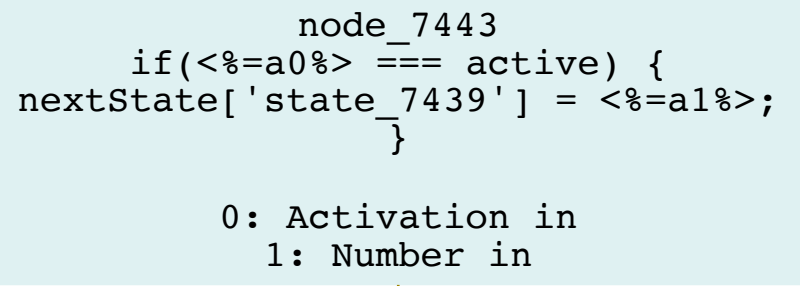 node_7443
if(<%=a0%> === active) {
nextState['state_7439'] = <%=a1%>;
}
0: Activation in
1: Number in